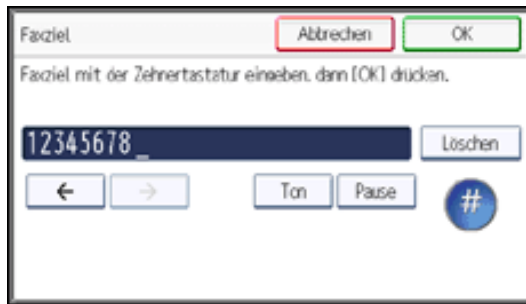 Faxziel Abbrechen OK
Faxziel mit der Zehnertastatur eingeben, dann [OK] drücken.
12345678_ Löschen
← → Ton Pause #